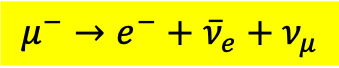 μ⁻ → e⁻ + ν̄ₑ + ν_μ